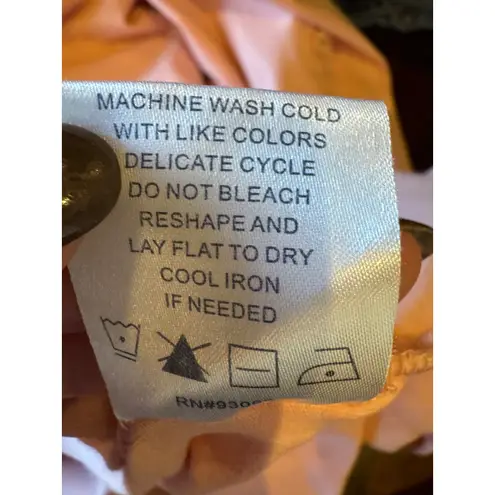 MACHINE WASH COLD
WITH LIKE COLORS
DELICATE CYCLE
DO NOT BLEACH
RESHAPE AND
LAY FLAT TO DRY
COOL IRON
IF NEEDED